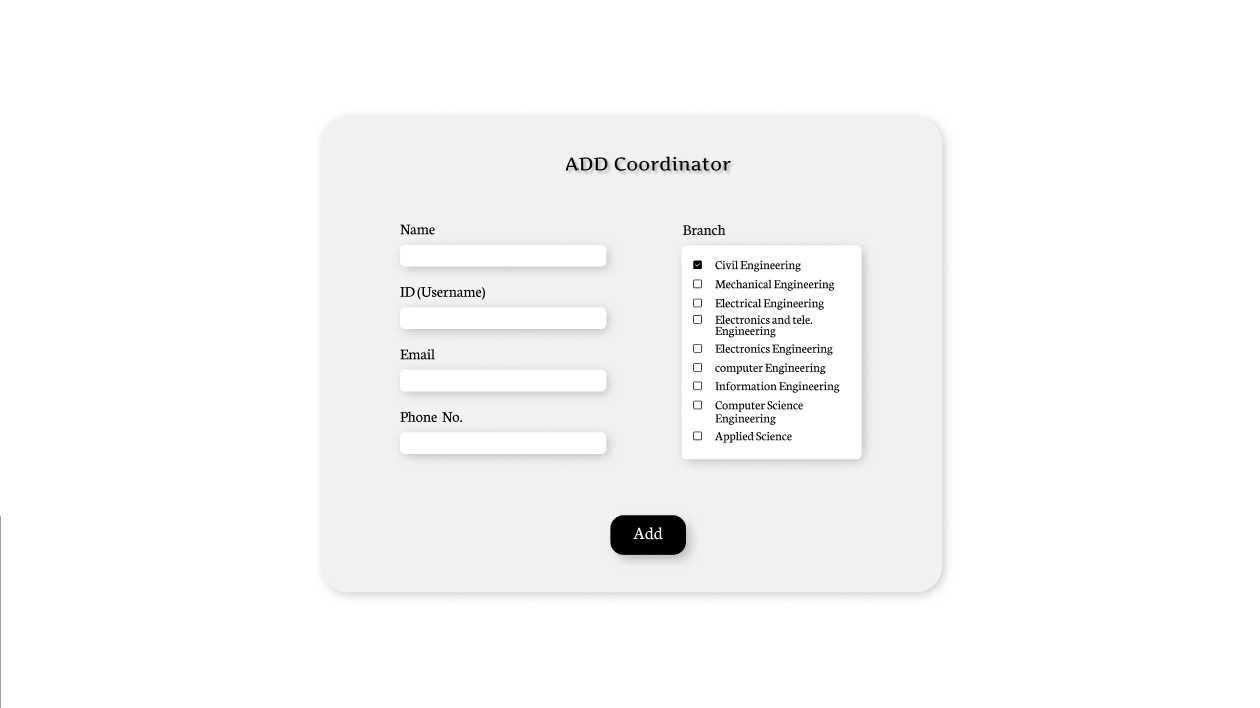 ADD Coordinator
Name
ID (Username)
Email
Phone No.
Branch
Civil Engineering
Mechanical Engineering
Electrical Engineering
Electronics and tele.
Engineering
Electronics Engineering
computer Engineering
Information Engineering
Computer Science
Engineering
Applied Science
Add